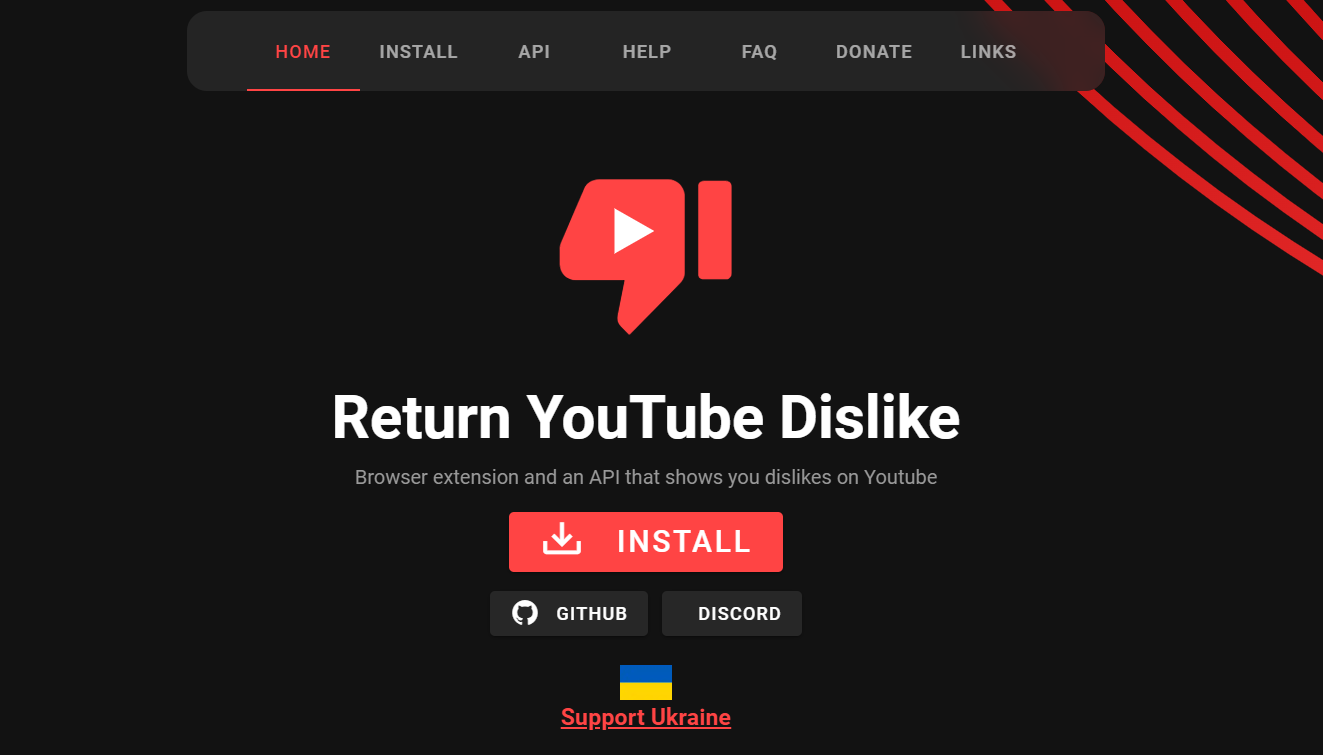 HOME INSTALL API HELP FAQ DONATE LINKS
Return YouTube Dislike
Browser extension and an API that shows you dislikes on Youtube
INSTALL
GITHUB DISCORD
Support Ukraine